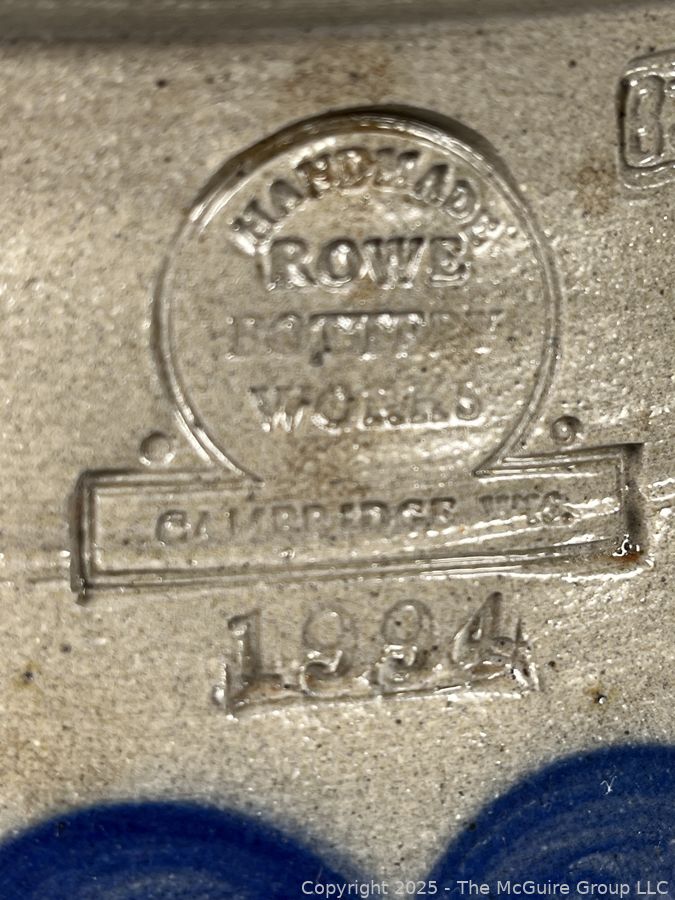 HANDMADE
ROWE
POTTERY
WORKS
CAMBRIDGE, WIS.
1994
Copyright © 2025 - The McGuire Group LLC